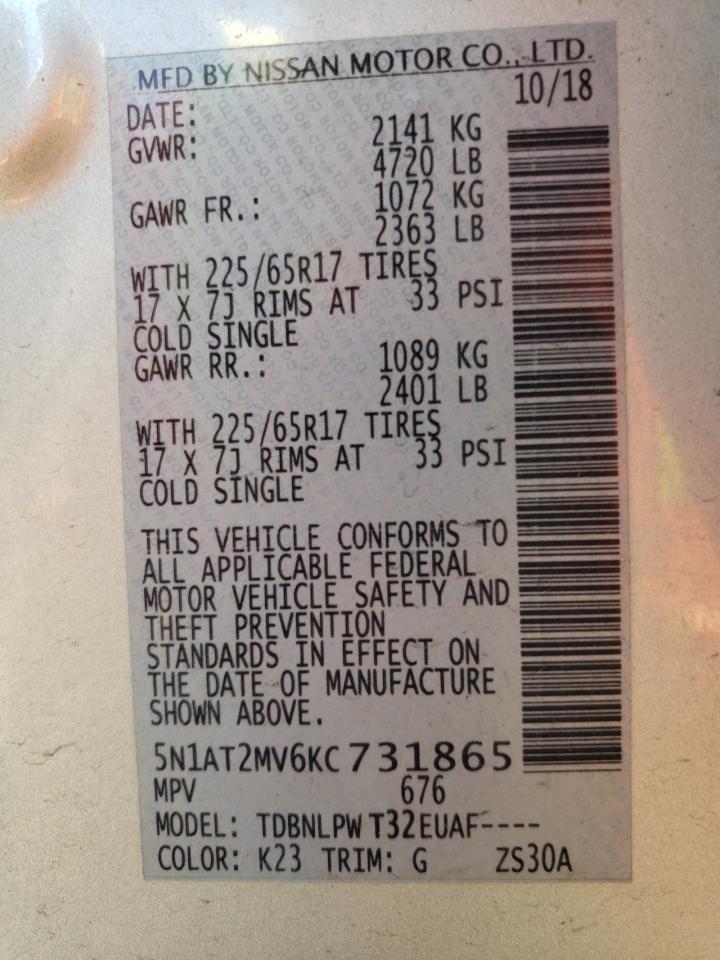 MFD BY NISSAN MOTOR CO., LTD.
DATE: 10/18
GVWR: 2141 KG
4720 LB
GAWR FR.: 1072 KG
2363 LB
WITH 225/65R17 TIRES
17 X 7J RIMS AT 33 PSI
COLD SINGLE
GAWR RR.: 1089 KG
2401 LB
WITH 225/65R17 TIRES
17 X 7J RIMS AT 33 PSI
COLD SINGLE
THIS VEHICLE CONFORMS TO
ALL APPLICABLE FEDERAL
MOTOR VEHICLE SAFETY AND
THEFT PREVENTION
STANDARDS IN EFFECT ON
THE DATE OF MANUFACTURE
SHOWN ABOVE.
5N1AT2MV6KC731865
MPV 676
MODEL: TDBNLPW T32EUAF----
COLOR: K23 TRIM: G ZS30A